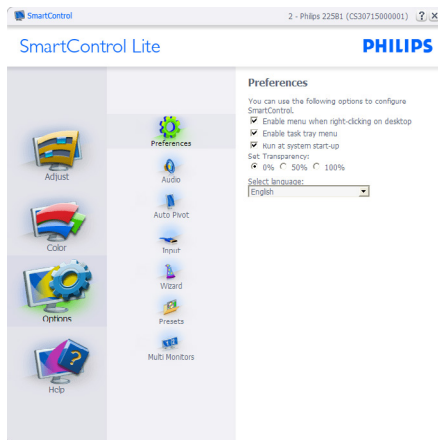 SmartControl
2 - Philips 225B1 (CS30715000001)
SmartControl Lite
PHILIPS
Adjust
Color
Options
Help
Preferences
Audio
Auto Pivot
Input
Wizard
Presets
Multi Monitors
Preferences
You can use the following options to configure
SmartControl.
Enable menu when right-clicking on desktop
Enable task tray menu
Run at system start-up
Set Transparency:
0% 50% 100%
Select language:
English